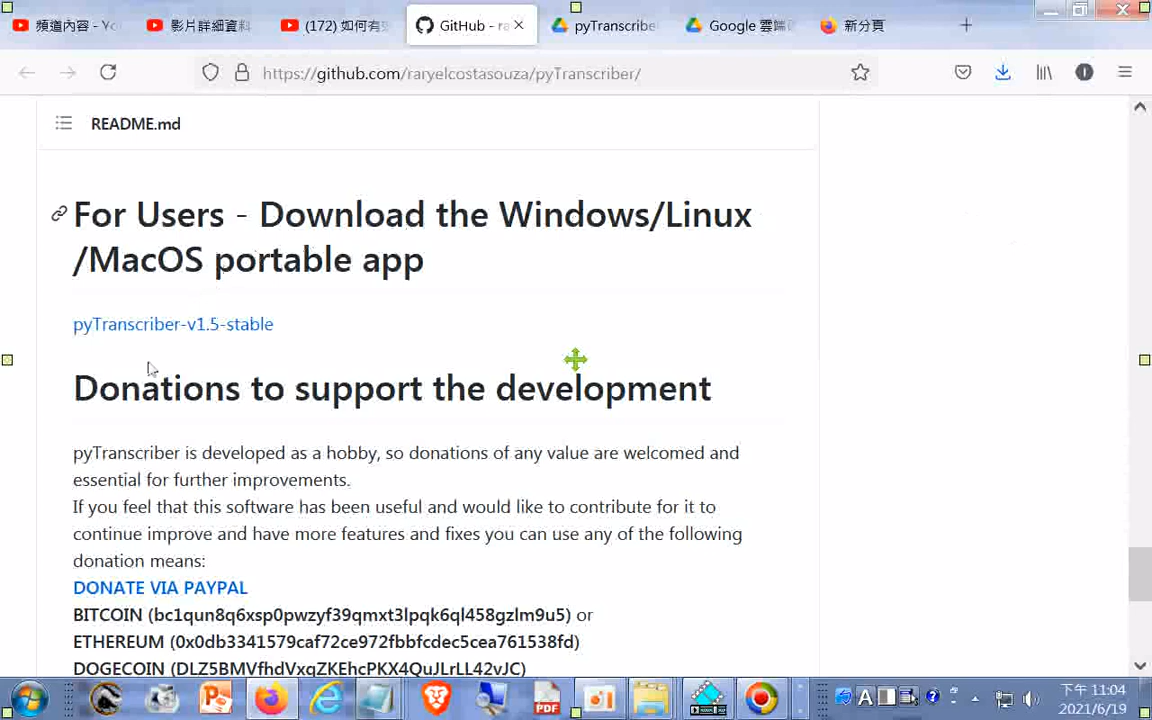 頻道內容 - Yo
影片詳細資料
(172) 如何有
GitHub - ra
pyTranscribe
Google 雲端
新分頁
https://github.com/raryelcostasouza/pyTranscriber/
README.md
For Users - Download the Windows/Linux
/MacOS portable app
pyTranscriber-v1.5-stable
Donations to support the development
pyTranscriber is developed as a hobby, so donations of any value are welcomed and
essential for further improvements.
If you feel that this software has been useful and would like to contribute for it to
continue improve and have more features and fixes you can use any of the following
donation means:
DONATE VIA PAYPAL
BITCOIN (bc1qun8q6xsp0pwzyf39qmxt3lpqk6ql458gzlm9u5) or
ETHEREUM (0x0db3341579caf72ce972fbbfcdec5cea761538fd)
DOGECOIN (DLZ5BMVfhdVxqZKEhcPKX4QuJLrLL42vJC)
PDF
A
下午 11:04
2021/6/19